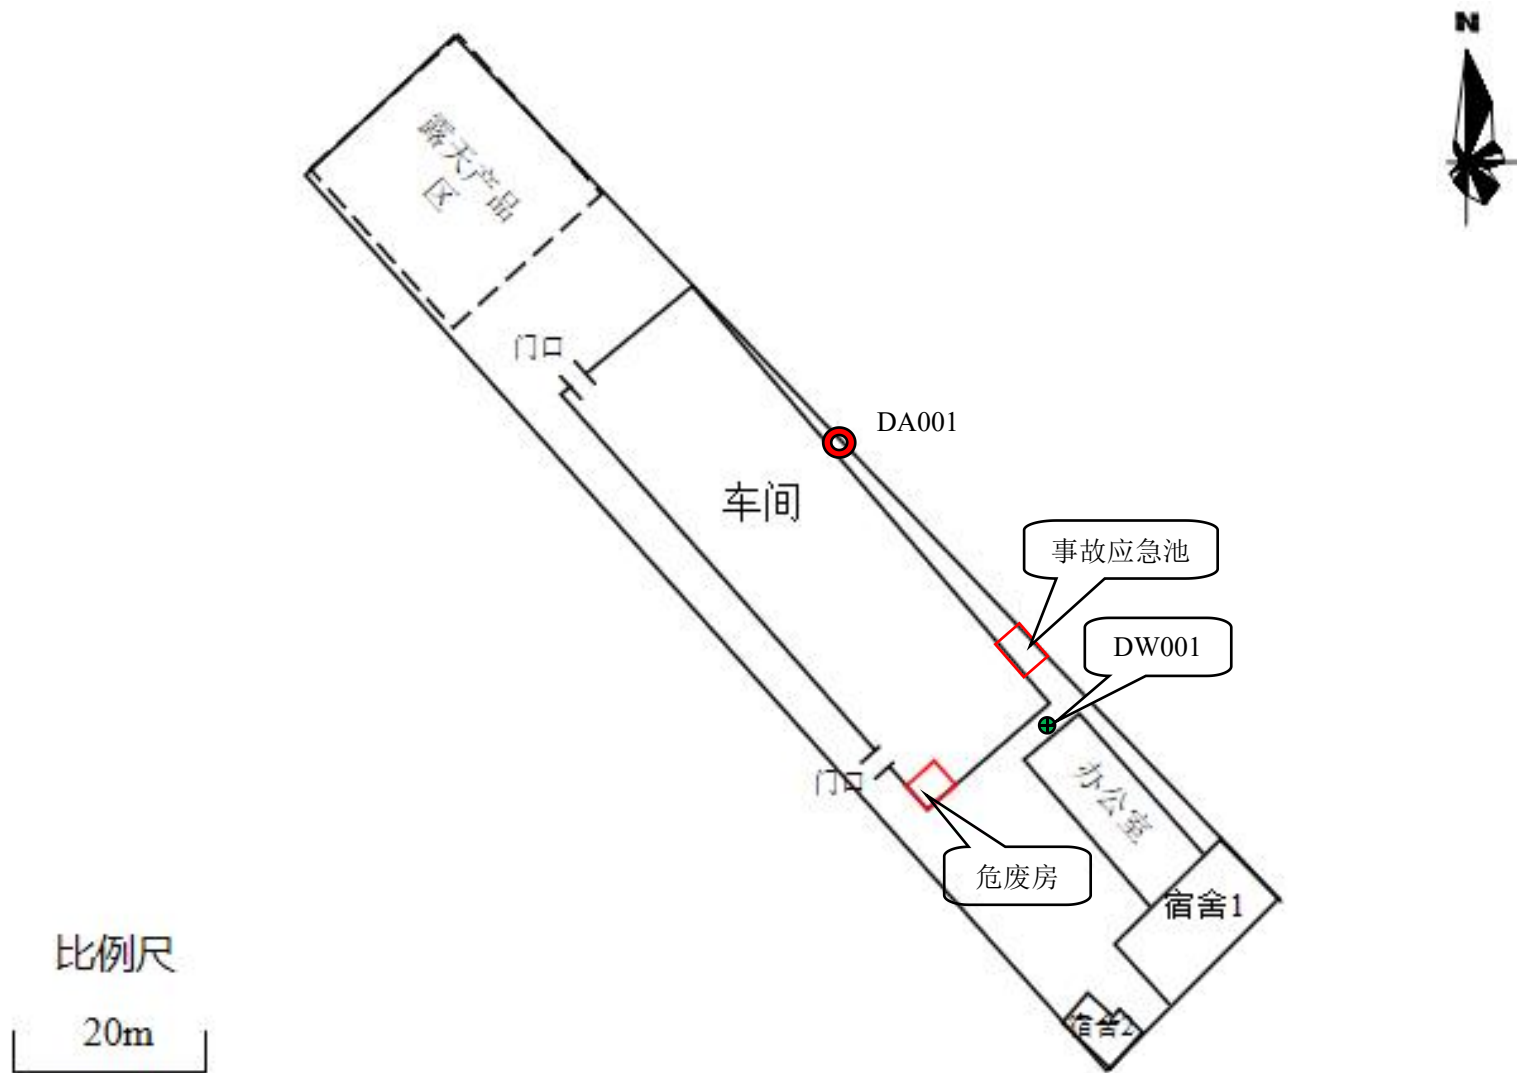 N
露天产品
区
门口
DA001
车间
事故应急池
DW001
门口
办公室
危废房
宿舍1
宿舍2
比例尺
20m